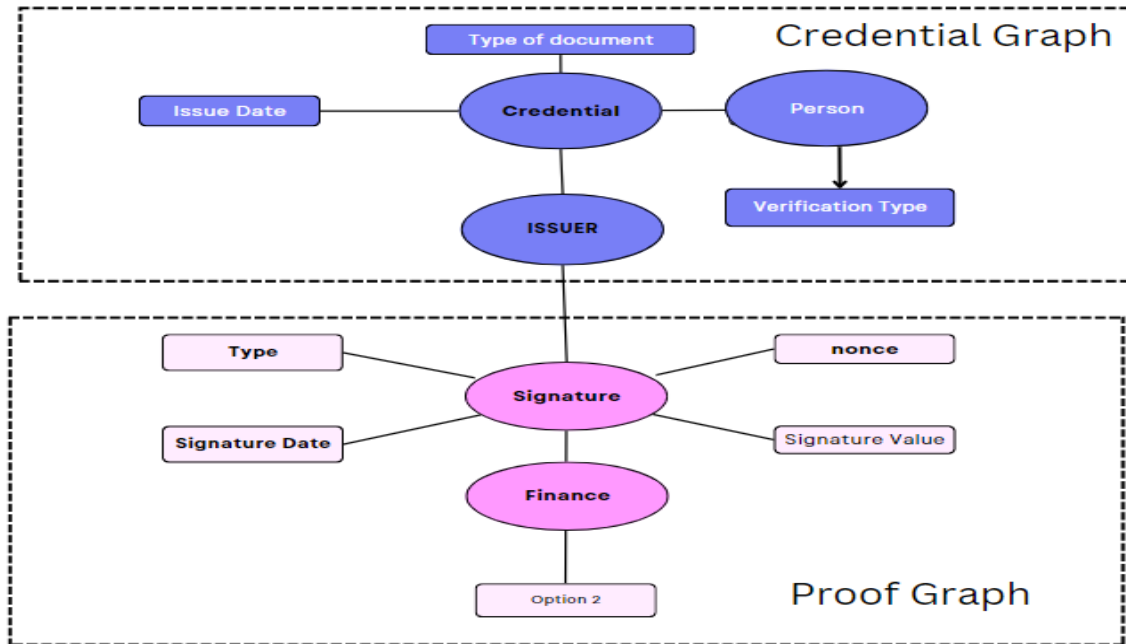 Credential Graph
Type of document
Issue Date
Credential
Person
Verification Type
ISSUER
Type
nonce
Signature
Signature Date
Signature Value
Finance
Option 2
Proof Graph